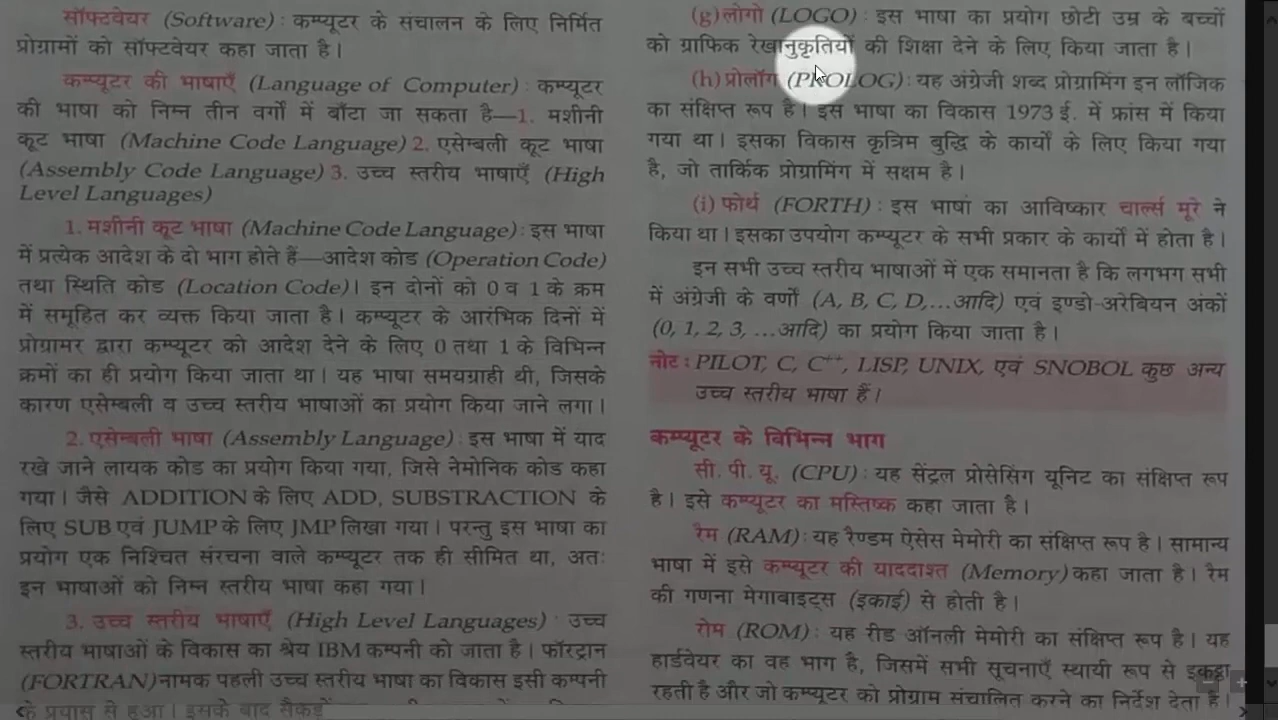 सॉफ्टवेयर (Software) : कम्प्यूटर के संचालन के लिए निर्मित
प्रोग्रामों को सॉफ्टवेयर कहा जाता है।
कम्प्यूटर की भाषाएँ (Language of Computer) : कम्प्यूटर
की भाषा को निम्न तीन वर्गों में बाँटा जा सकता है—1. मशीनी
कूट भाषा (Machine Code Language) 2. एसेम्बली कूट भाषा
(Assembly Code Language) 3. उच्च स्तरीय भाषाएँ (High
Level Languages)
1. मशीनी कूट भाषा (Machine Code Language) : इस भाषा
में प्रत्येक आदेश के दो भाग होते हैं—आदेश कोड (Operation Code)
तथा स्थिति कोड (Location Code)। इन दोनों को 0 व 1 के क्रम
में समूहित कर व्यक्त किया जाता है। कम्प्यूटर के आरंभिक दिनों में
प्रोग्रामर द्वारा कम्प्यूटर को आदेश देने के लिए 0 तथा 1 के विभिन्न
क्रमों का ही प्रयोग किया जाता था। यह भाषा समयग्राही थी, जिसके
कारण एसेम्बली व उच्च स्तरीय भाषाओं का प्रयोग किया जाने लगा।
2. एसेम्बली भाषा (Assembly Language) : इस भाषा में याद
रखे जाने लायक कोड का प्रयोग किया गया, जिसे नेमोनिक कोड कहा
गया। जैसे ADDITION के लिए ADD, SUBSTRACTION के
लिए SUB एवं JUMP के लिए JMP लिखा गया। परन्तु इस भाषा का
प्रयोग एक निश्चित संरचना वाले कम्प्यूटर तक ही सीमित था, अतः
इन भाषाओं को निम्न स्तरीय भाषा कहा गया।
3. उच्च स्तरीय भाषाएँ (High Level Languages) : उच्च
स्तरीय भाषाओं के विकास का श्रेय IBM कम्पनी को जाता है। फॉरट्रान
(FORTRAN) नामक पहली उच्च स्तरीय भाषा का विकास इसी कम्पनी
के प्रयास से हुआ। इसके बाद सैकड़ों
(g) लोगो (LOGO) : इस भाषा का प्रयोग छोटी उम्र के बच्चों
को ग्राफिक रेखानुकृतियों की शिक्षा देने के लिए किया जाता है।
(h) प्रोलॉग (PROLOG) : यह अंग्रेजी शब्द प्रोग्रामिंग इन लॉजिक
का संक्षिप्त रूप है। इस भाषा का विकास 1973 ई. में फ्रांस में किया
गया था। इसका विकास कृत्रिम बुद्धि के कार्यों के लिए किया गया
है, जो तार्किक प्रोग्रामिंग में सक्षम है।
(i) फोर्थ (FORTH) : इस भाषा का आविष्कार चार्ल्स मूरे ने
किया था। इसका उपयोग कम्प्यूटर के सभी प्रकार के कार्यों में होता है।
इन सभी उच्च स्तरीय भाषाओं में एक समानता है कि लगभग सभी
में अंग्रेजी के वर्णों (A, B, C, D,...आदि) एवं इण्डो-अरेबियन अंकों
(0, 1, 2, 3, ...आदि) का प्रयोग किया जाता है।
नोट : PILOT, C, C++, LISP, UNIX, एवं SNOBOL कुछ अन्य
उच्च स्तरीय भाषा हैं।
कम्प्यूटर के विभिन्न भाग
सी. पी. यू. (CPU) : यह सेंट्रल प्रोसेसिंग यूनिट का संक्षिप्त रूप
है। इसे कम्प्यूटर का मस्तिष्क कहा जाता है।
रैम (RAM) : यह रैण्डम ऐसेस मेमोरी का संक्षिप्त रूप है। सामान्य
भाषा में इसे कम्प्यूटर की याददाश्त (Memory) कहा जाता है। रैम
की गणना मेगाबाइट्स (इकाई) से होती है।
रोम (ROM) : यह रीड ऑनली मेमोरी का संक्षिप्त रूप है। यह
हार्डवेयर का वह भाग है, जिसमें सभी सूचनाएँ स्थायी रूप से इकट्ठा
रहती है और जो कम्प्यूटर को प्रोग्राम संचालित करने का निर्देश देता है।